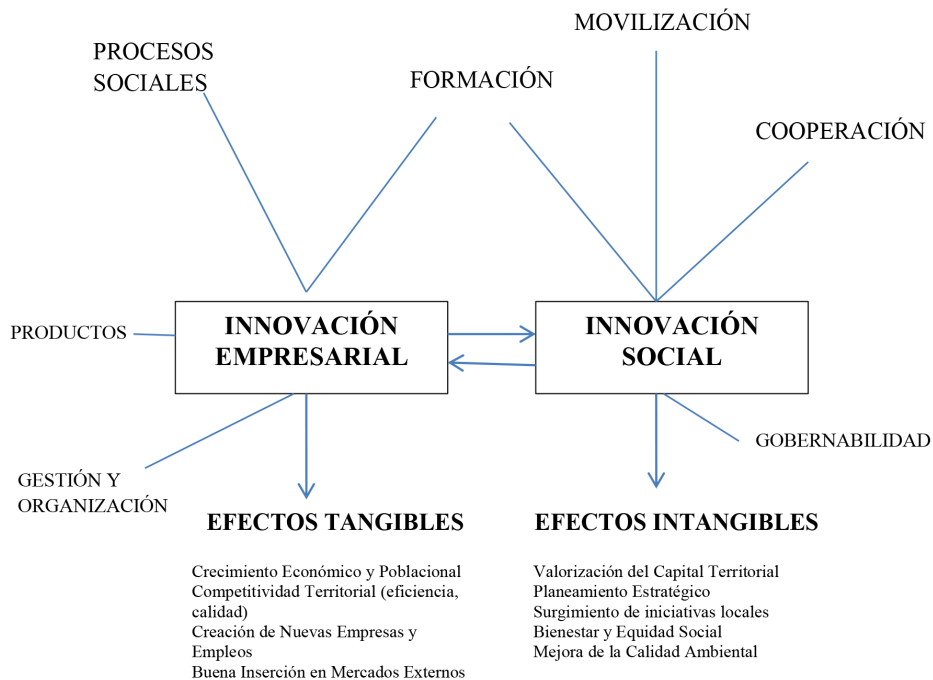 MOVILIZACIÓN
PROCESOS
SOCIALES
FORMACIÓN
COOPERACIÓN
PRODUCTOS
INNOVACIÓN
EMPRESARIAL
INNOVACIÓN
SOCIAL
GOBERNABILIDAD
GESTIÓN Y
ORGANIZACIÓN
EFECTOS TANGIBLES
Crecimiento Económico y Poblacional
Competitividad Territorial (eficiencia,
calidad)
Creación de Nuevas Empresas y
Empleos
Buena Inserción en Mercados Externos
EFECTOS INTANGIBLES
Valorización del Capital Territorial
Planeamiento Estratégico
Surgimiento de iniciativas locales
Bienestar y Equidad Social
Mejora de la Calidad Ambiental